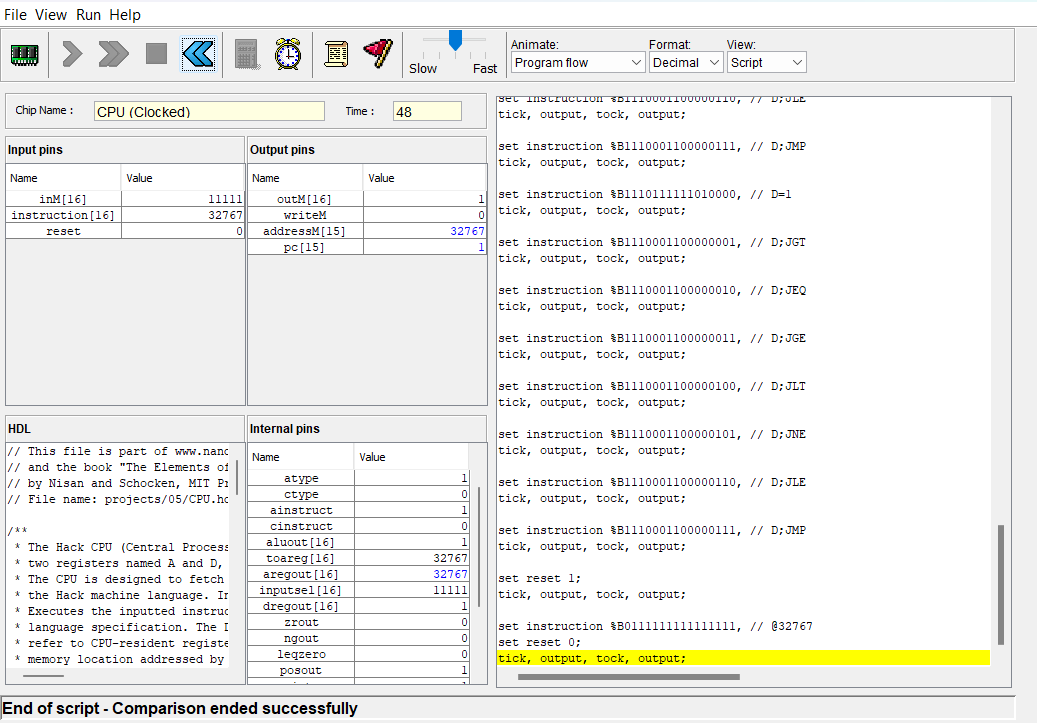 File View Run Help
Animate: Format: View:
Slow Fast Program flow Decimal Script
Chip Name : CPU (Clocked) Time : 48
Input pins
Name Value
inM[16] 11111
instruction[16] 32767
reset 0
Output pins
Name Value
outM[16] 1
writeM 0
addressM[15] 32767
pc[15] 1
HDL
// This file is part of www.nand
// and the book "The Elements of
// by Nisan and Schocken, MIT Pr
// File name: projects/05/CPU.hd
/**
* The Hack CPU (Central Process
* two registers named A and D,
* The CPU is designed to fetch
* the Hack machine language. In
* Executes the inputted instruc
* language specification. The D
* refer to CPU-resident registe
* memory location addressed by
Internal pins
Name Value
atype 1
ctype 0
ainstruct 1
cinstruct 0
aluout[16] 1
toareg[16] 32767
aregout[16] 32767
inputsel[16] 11111
dregout[16] 1
zrout 0
ngout 0
leqzero 0
posout 1
set instruction %B1110001100000110, // D;JLE
tick, output, tock, output;
set instruction %B1110001100000111, // D;JMP
tick, output, tock, output;
set instruction %B1110111111010000, // D=1
tick, output, tock, output;
set instruction %B1110001100000001, // D;JGT
tick, output, tock, output;
set instruction %B1110001100000010, // D;JEQ
tick, output, tock, output;
set instruction %B1110001100000011, // D;JGE
tick, output, tock, output;
set instruction %B1110001100000100, // D;JLT
tick, output, tock, output;
set instruction %B1110001100000101, // D;JNE
tick, output, tock, output;
set instruction %B1110001100000110, // D;JLE
tick, output, tock, output;
set instruction %B1110001100000111, // D;JMP
tick, output, tock, output;
set reset 1;
tick, output, tock, output;
set instruction %B0111111111111111, // @32767
set reset 0;
tick, output, tock, output;
End of script - Comparison ended successfully